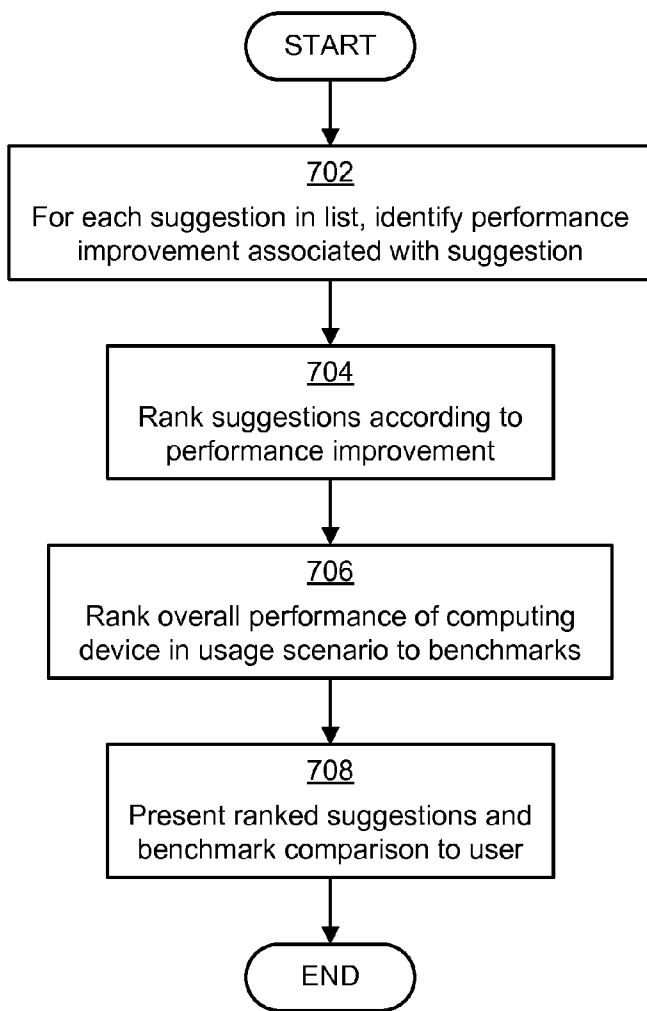 START
702
For each suggestion in list, identify performance
improvement associated with suggestion
704
Rank suggestions according to
performance improvement
706
Rank overall performance of computing
device in usage scenario to benchmarks
708
Present ranked suggestions and
benchmark comparison to user
END